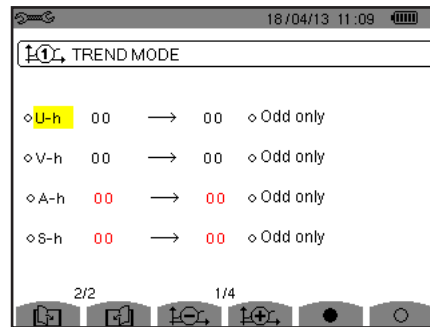 18/04/13 11:09
1 TREND MODE
U-h 00 → 00 Odd only
V-h 00 → 00 Odd only
A-h 00 → 00 Odd only
S-h 00 → 00 Odd only
2/2 1/4